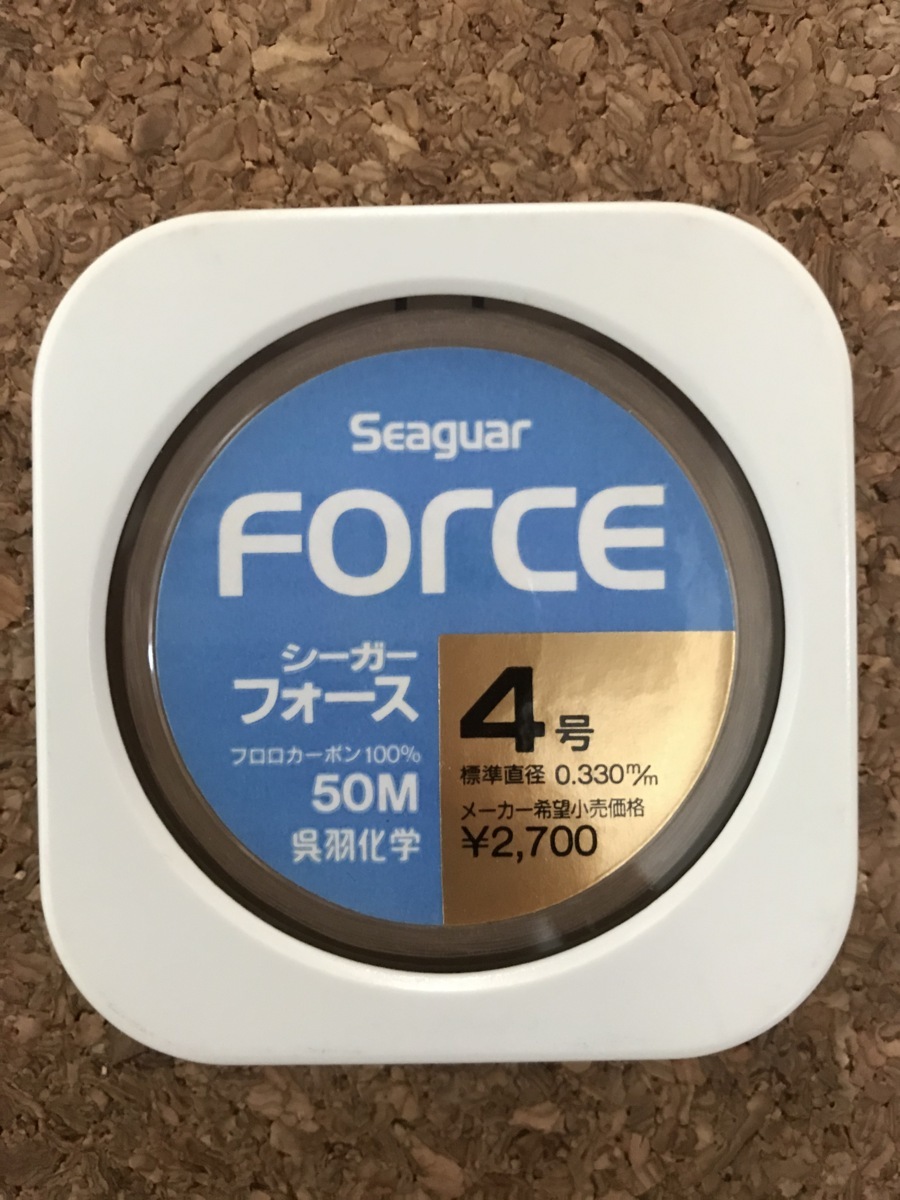 Seaguar
FORCE
シーガー
フォース
フロロカーボン100%
50M
呉羽化学
4号
標準直径 0.330m/m
メーカー希望小売価格
¥2,700